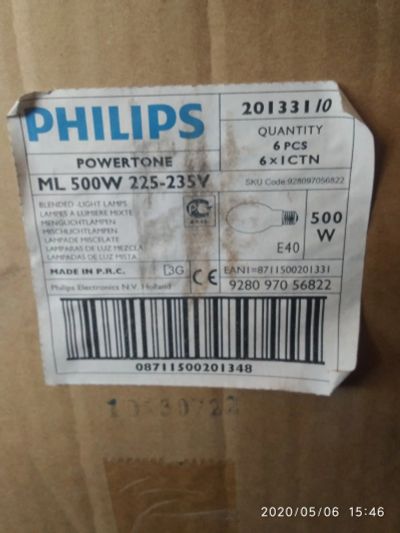 PHILIPS
201331/0
QUANTITY
6 PCS
6×1CTN
POWERTONE
ML 500W 225-235V
SKU Code:928097056822
BLENDED-LIGHT LAMPS
LAMPES A LUMIERE MIXTE
MENGLICHTLAMPEN
MISCHLICHTLAMPEN
LAMPADE MISCELATE
LAMPARAS DE LUZ MEZCLA
LAMPADAS DE LUZ MISTA
E40
500
W
MADE IN P.R.C.
3G
CE
EAN1=8711500201331
Philips Electronics N.V. Holland
9280 970 56822
08711500201348
2020/05/06 15:46